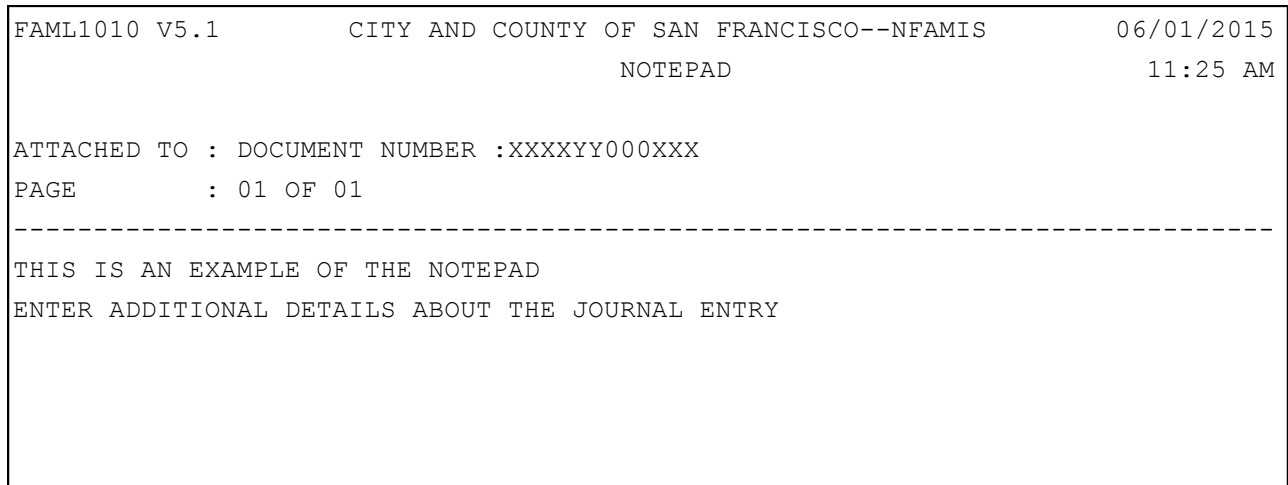 FAML1010 V5.1 CITY AND COUNTY OF SAN FRANCISCO--NFAMIS 06/01/2015
NOTEPAD 11:25 AM
ATTACHED TO : DOCUMENT NUMBER :XXXXYY000XXX
PAGE : 01 OF 01
-------------------------------------------------------------------------------
THIS IS AN EXAMPLE OF THE NOTEPAD
ENTER ADDITIONAL DETAILS ABOUT THE JOURNAL ENTRY